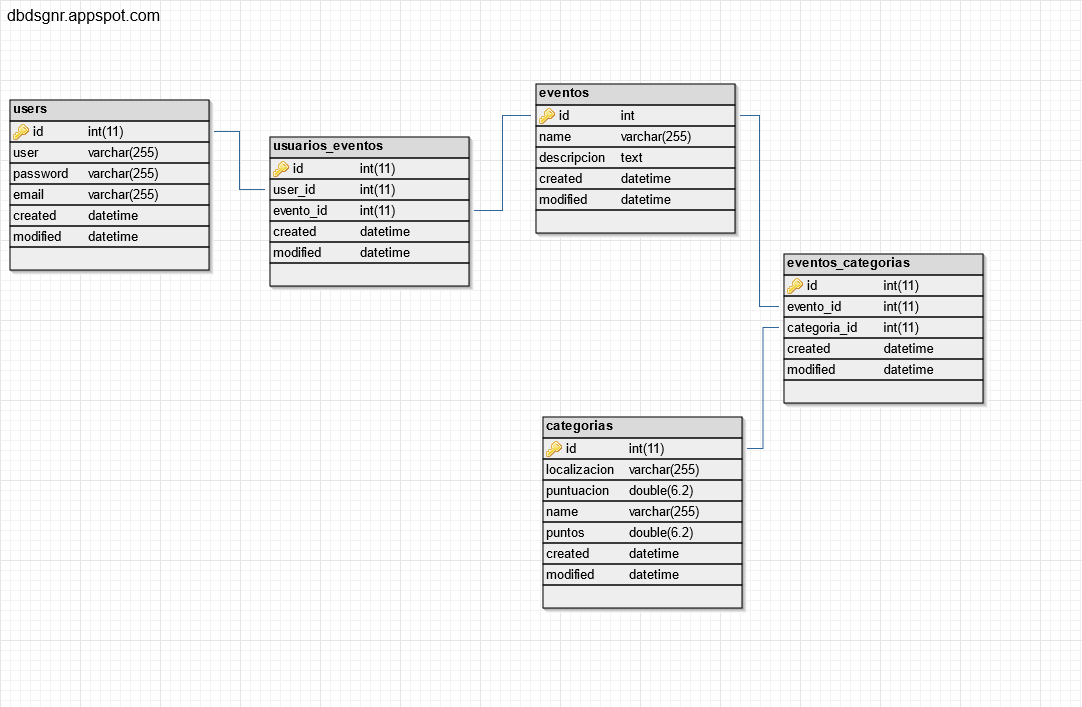 dbdsgnr.appspot.com
users
id int(11)
user varchar(255)
password varchar(255)
email varchar(255)
created datetime
modified datetime
usuarios_eventos
id int(11)
user_id int(11)
evento_id int(11)
created datetime
modified datetime
eventos
id int
name varchar(255)
descripcion text
created datetime
modified datetime
eventos_categorias
id int(11)
evento_id int(11)
categoria_id int(11)
created datetime
modified datetime
categorias
id int(11)
localizacion varchar(255)
puntuacion double(6.2)
name varchar(255)
puntos double(6.2)
created datetime
modified datetime